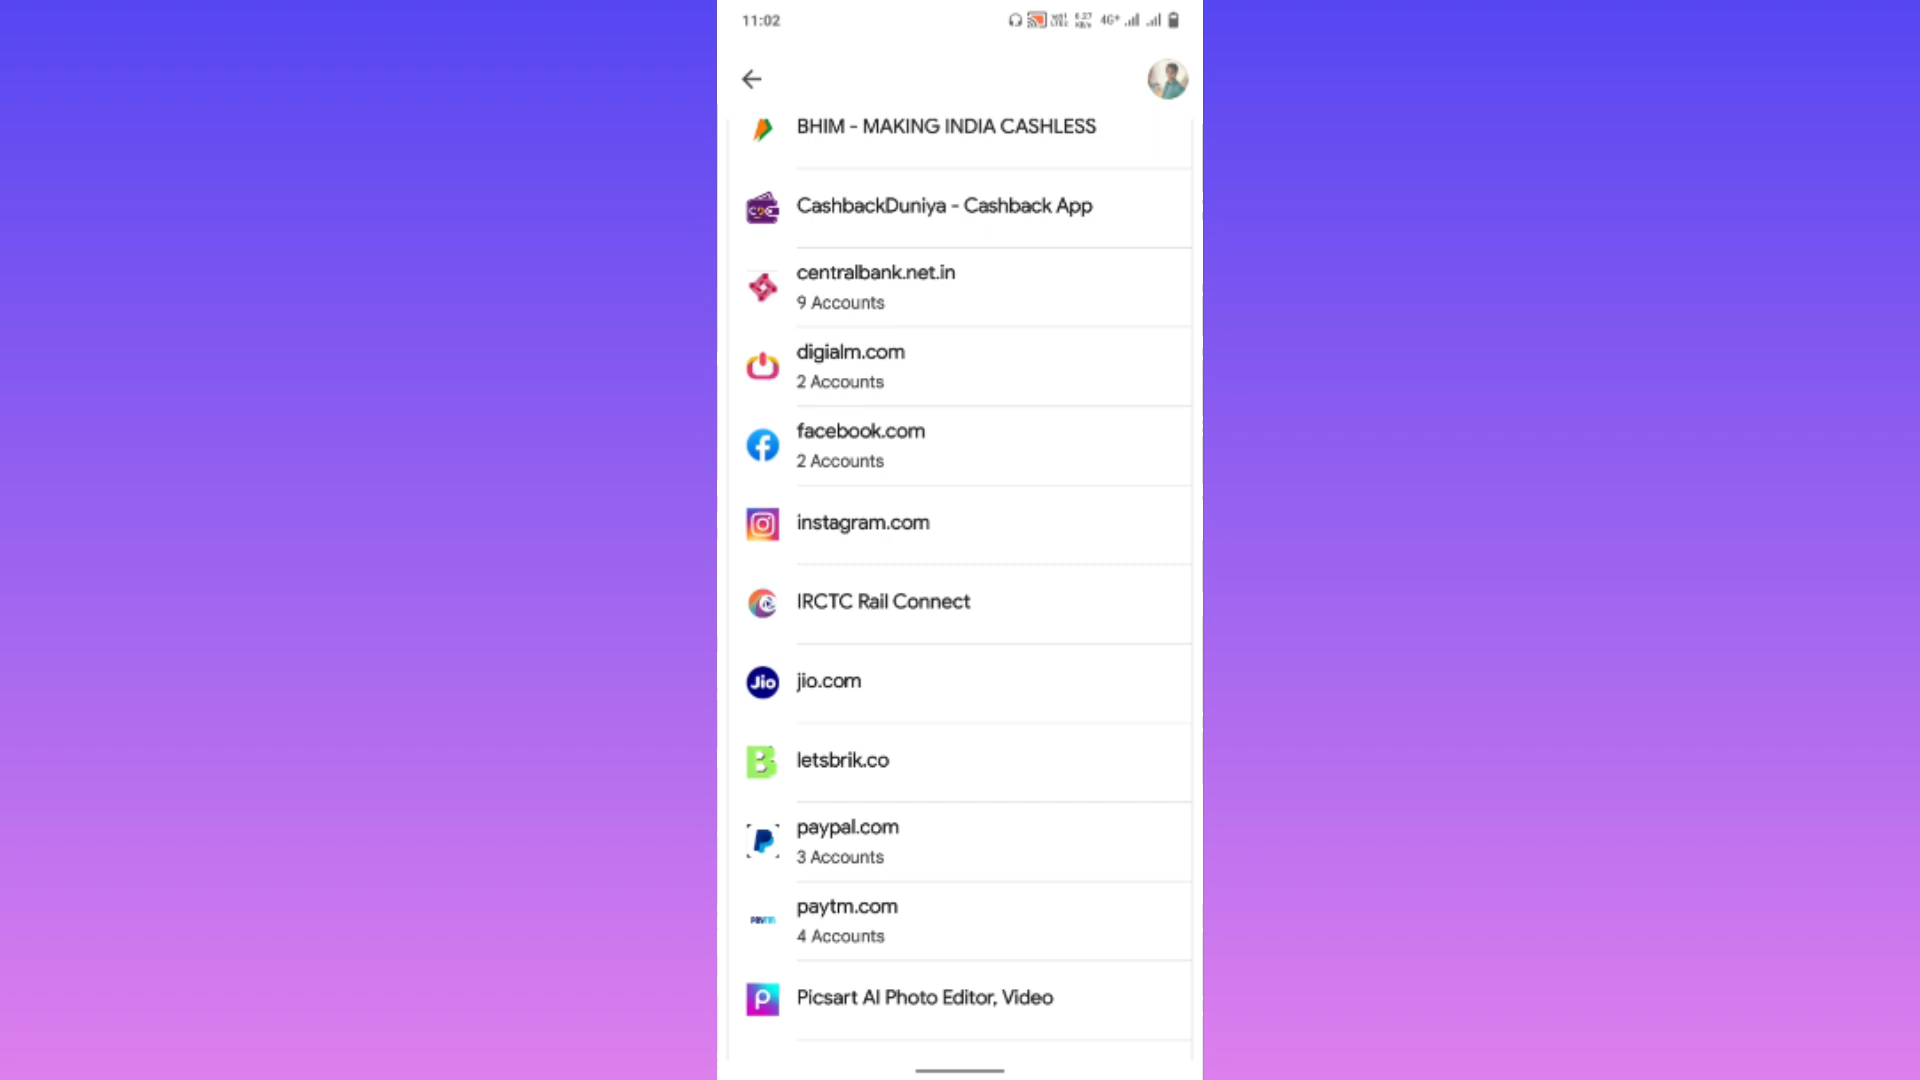 11:02
4G+
BHIM - MAKING INDIA CASHLESS
CashbackDuniya - Cashback App
centralbank.net.in
9 Accounts
digialm.com
2 Accounts
facebook.com
2 Accounts
instagram.com
IRCTC Rail Connect
Jio
jio.com
letsbrik.co
paypal.com
3 Accounts
paytm.com
4 Accounts
Picsart AI Photo Editor, Video